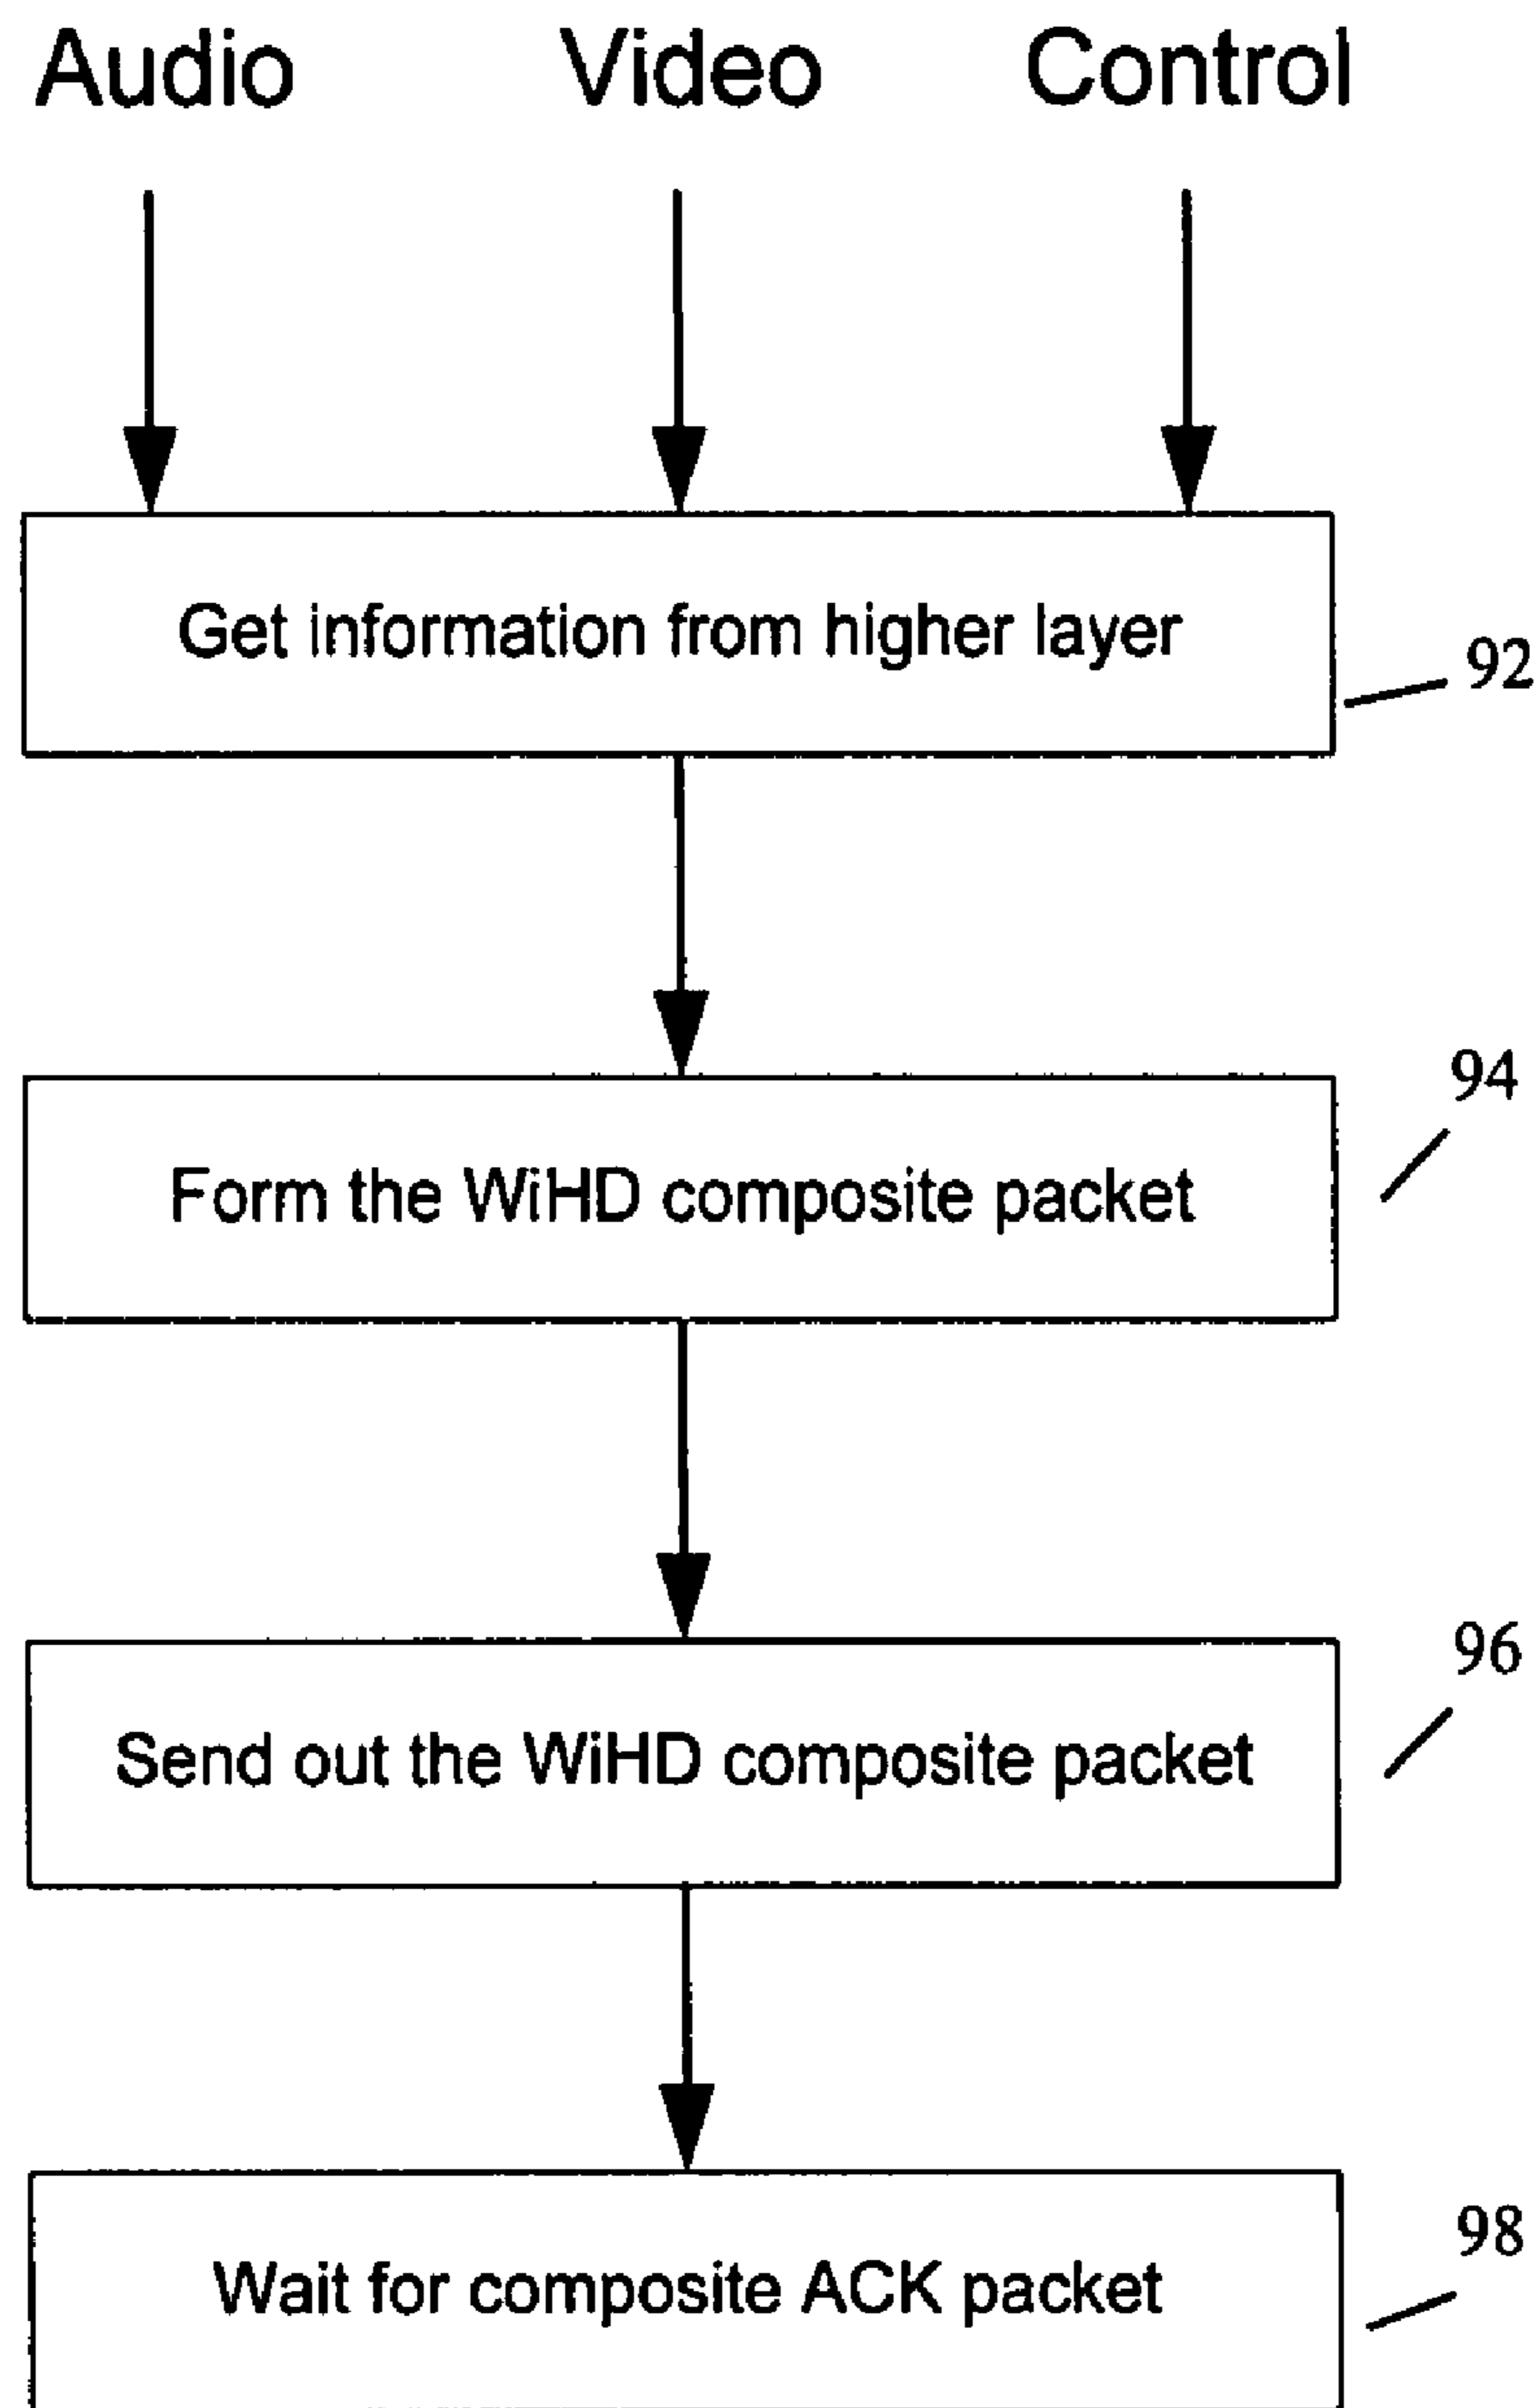 Audio Video Control
Get information from higher layer
92
Form the WiHD composite packet
94
Send out the WiHD composite packet
96
Wait for composite ACK packet
98